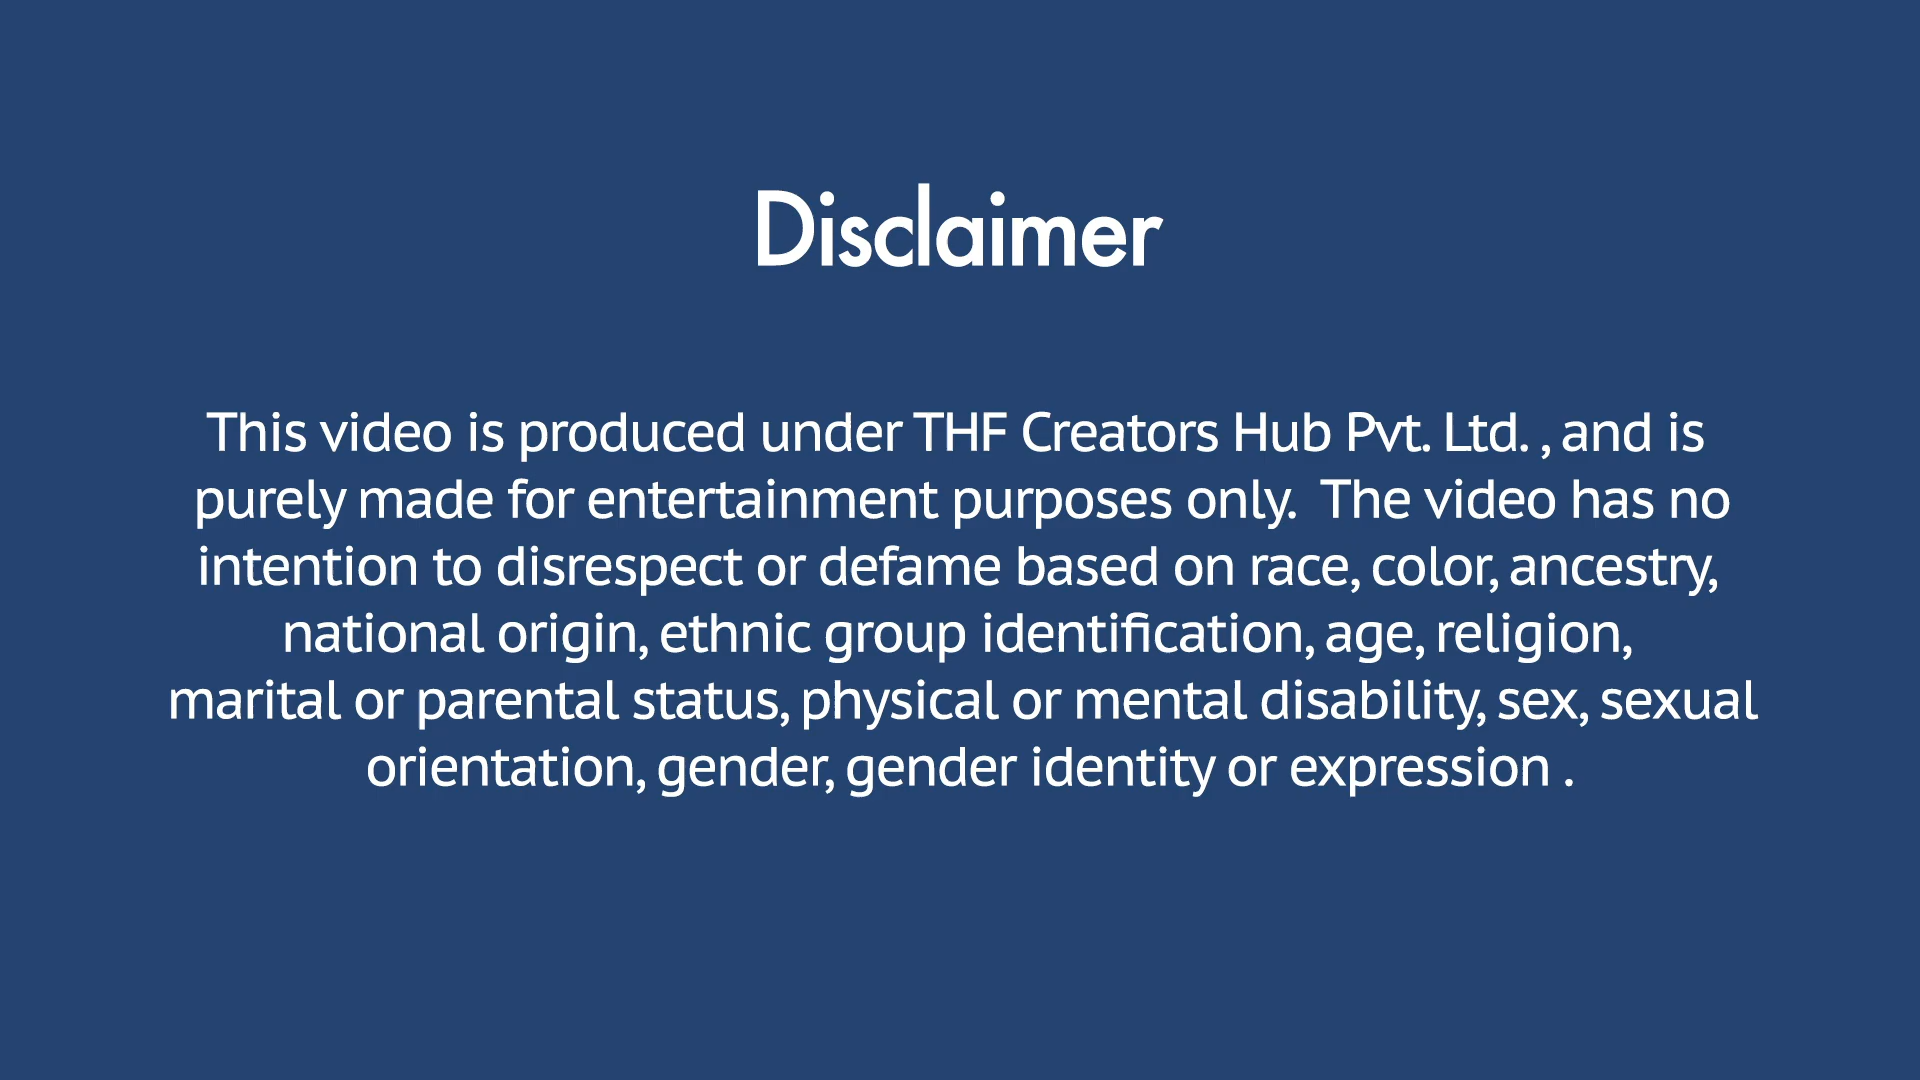 Disclaimer
This video is produced under THF Creators Hub Pvt. Ltd. , and is
purely made for entertainment purposes only.  The video has no
intention to disrespect or defame based on race, color, ancestry,
national origin, ethnic group identification, age, religion,
marital or parental status, physical or mental disability, sex, sexual
orientation, gender, gender identity or expression .